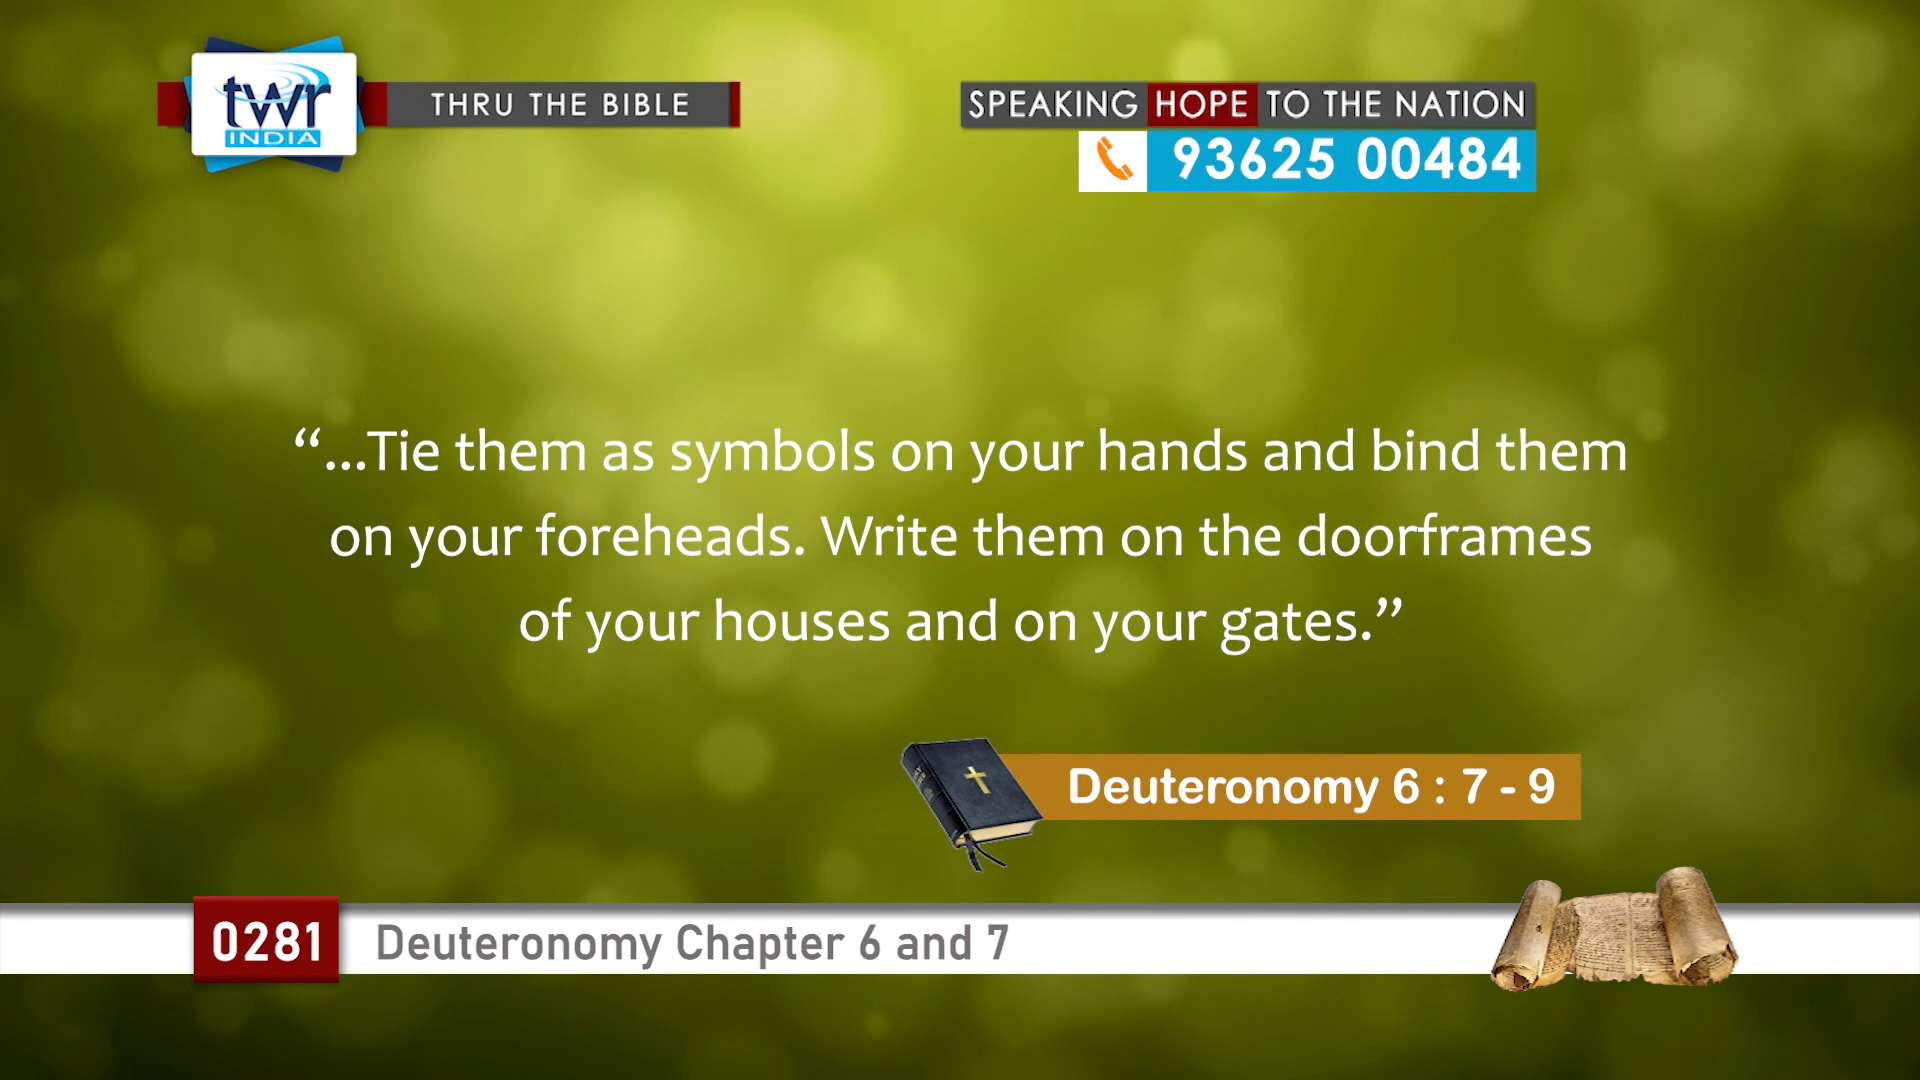 twr
INDIA
THRU THE BIBLE
SPEAKING HOPE TO THE NATION
93625 00484
“...Tie them as symbols on your hands and bind them
on your foreheads. Write them on the doorframes
of your houses and on your gates.”
Deuteronomy 6 : 7 - 9
0281 Deuteronomy Chapter 6 and 7